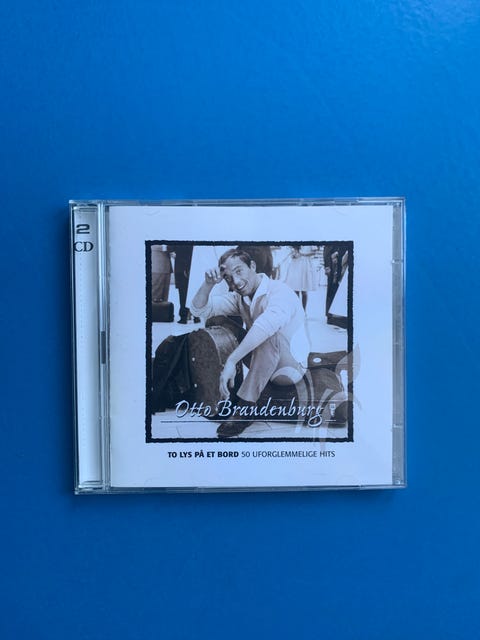 2
CD
Otto Brandenburg
TO LYS PÅ ET BORD 50 UFORGLEMMELIGE HITS